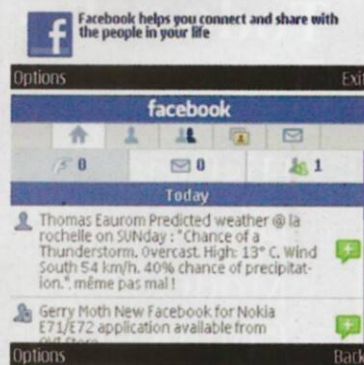 Facebook helps you connect and share with
the people in your life
Options Exit
facebook
0 0 1
Today
Thomas Eaurom Predicted weather @ la
rochelle on SUNday : "Chance of a
Thunderstorm. Overcast. High: 13° C. Wind
South 54 km/h. 40% chance of precipitat-
ion.", même pas mal !
Gerry Moth New Facebook for Nokia
E71/E72 application available from
Options Back